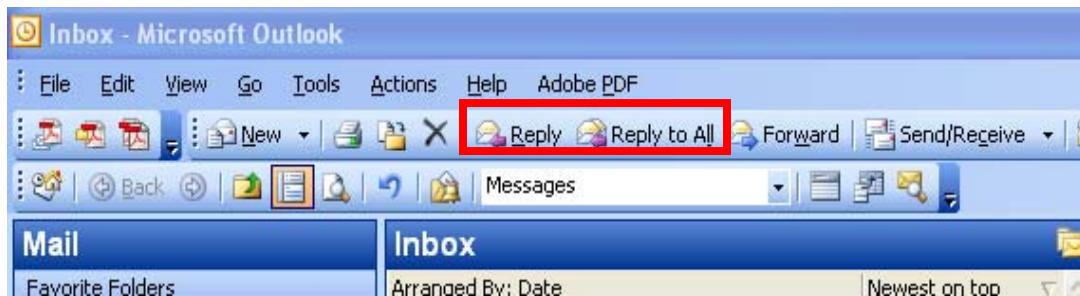 Inbox - Microsoft Outlook
File Edit View Go Tools Actions Help Adobe PDF
New Reply Reply to All Forward Send/Receive
Back Messages
Mail Inbox
Favorite Folders Arranged By: Date Newest on top